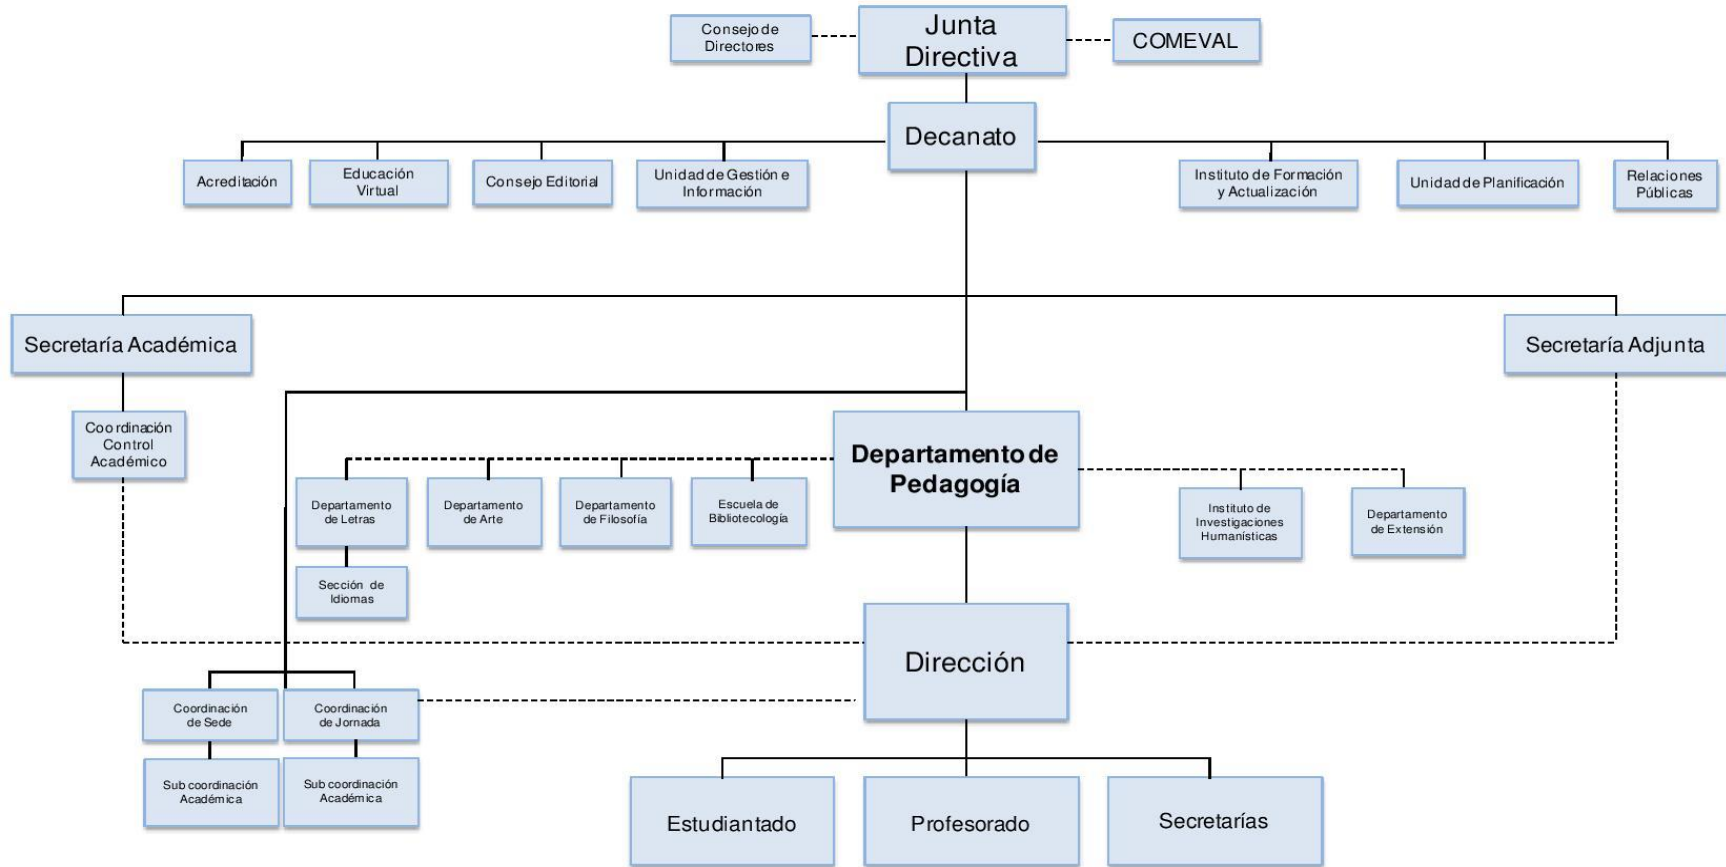 Consejo de
Directores
Junta
Directiva
COMEVAL
Decanato
Acreditación
Educación
Virtual
Consejo Editorial
Unidad de Gestión e
Información
Instituto de Formación
y Actualización
Unidad de Planificación
Relaciones
Públicas
Secretaría Académica
Secretaría Adjunta
Coordinación
Control
Académico
Departamento de
Pedagogía
Departamento
de Letras
Departamento
de Arte
Departamento
de Filosofía
Escuela de
Bibliotecología
Instituto de
Investigaciones
Humanísticas
Departamento
de Extensión
Sección de
Idiomas
Dirección
Coordinación
de Sede
Coordinación
de Jornada
Sub coordinación
Académica
Sub coordinación
Académica
Estudiantado
Profesorado
Secretarías